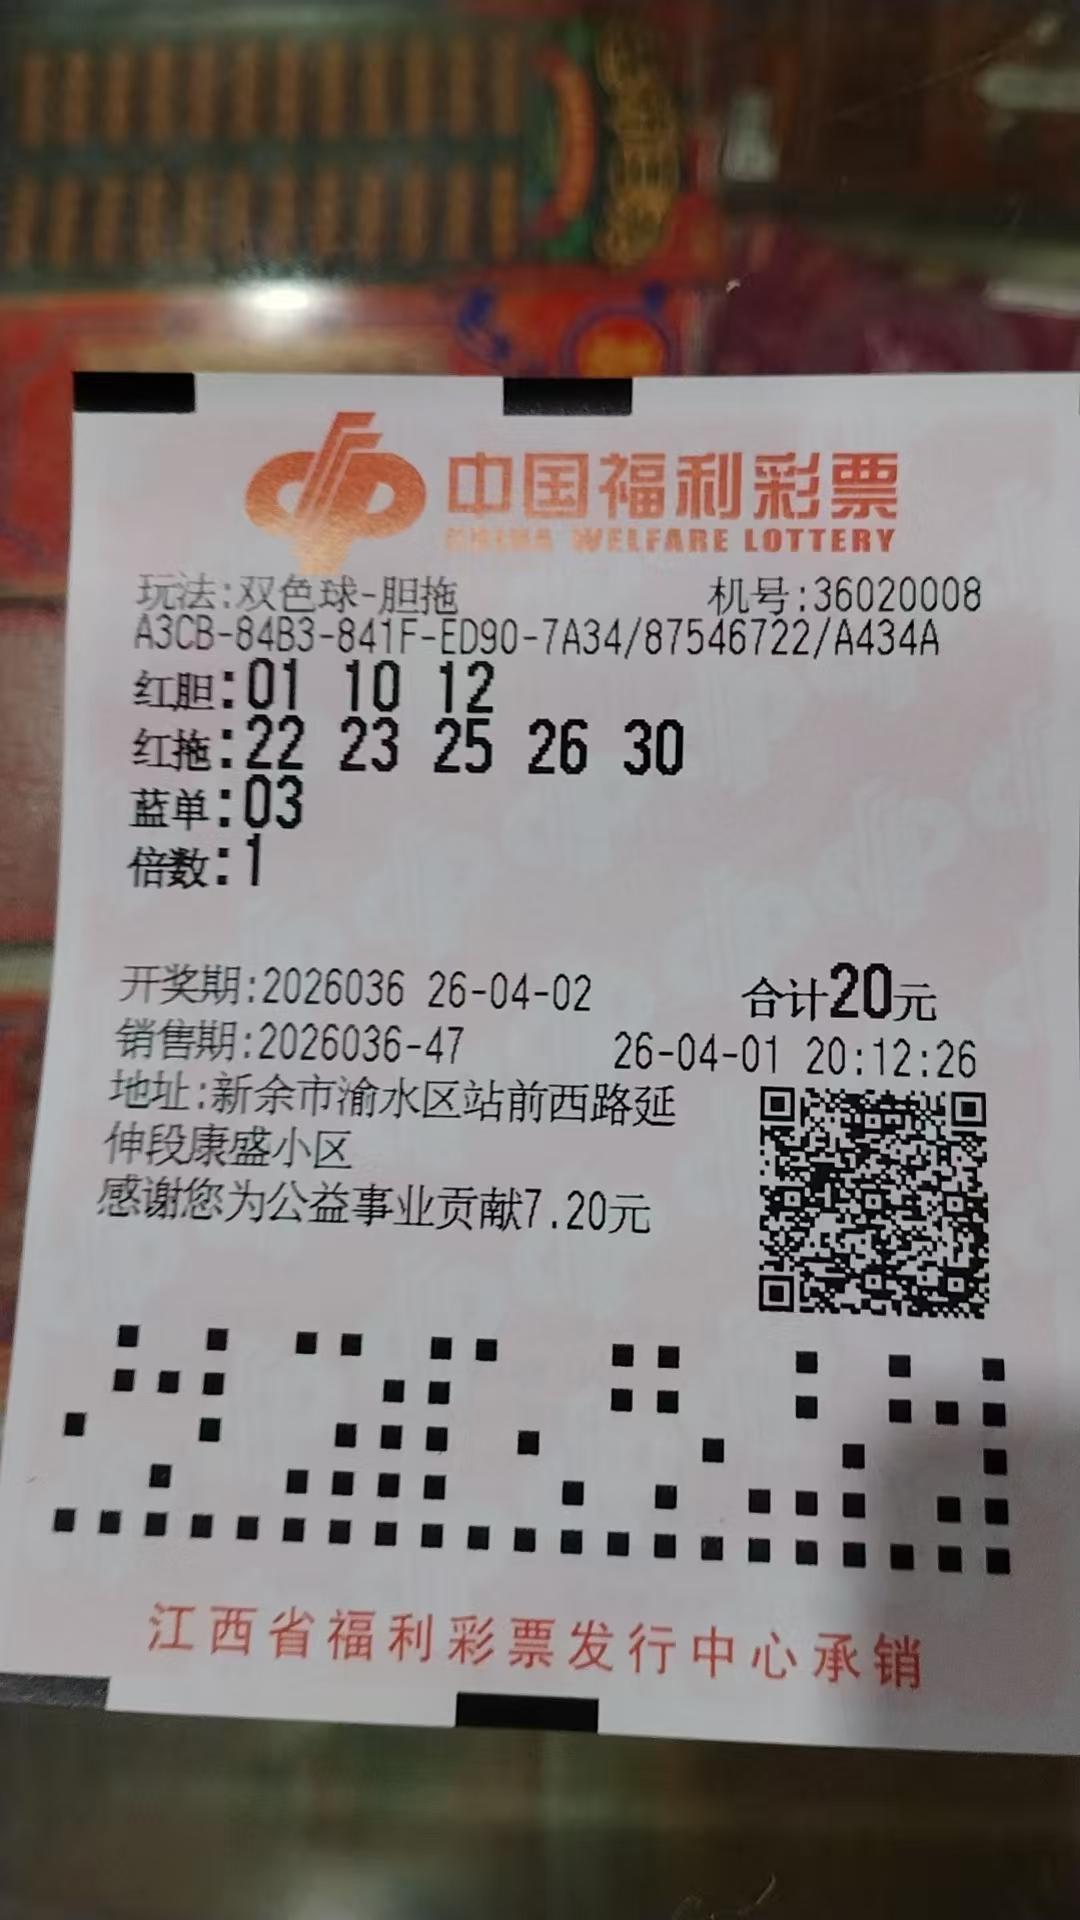 中国福利彩票
CHINA WELFARE LOTTERY
玩法:双色球-胆拖 机号:36020008
A3CB-84B3-841F-ED90-7A34/87546722/A434A
红胆:01 10 12
红拖:22 23 25 26 30
蓝单:03
倍数:1
开奖期:2026036 26-04-02 合计20元
销售期:2026036-47 26-04-01 20:12:26
地址:新余市渝水区站前西路延
伸段康盛小区
感谢您为公益事业贡献7.20元
江西省福利彩票发行中心承销